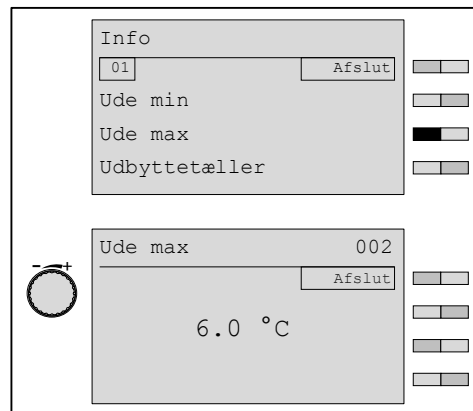 Info
01 Afslut
Ude min
Ude max
Udbyttetæller
Ude max 002
Afslut
- +
6.0 °C